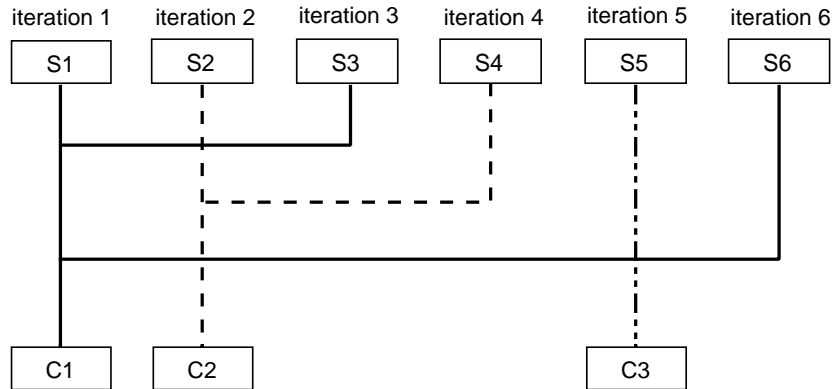 iteration 1 iteration 2 iteration 3 iteration 4 iteration 5 iteration 6
S1 S2 S3 S4 S5 S6
C1 C2 C3